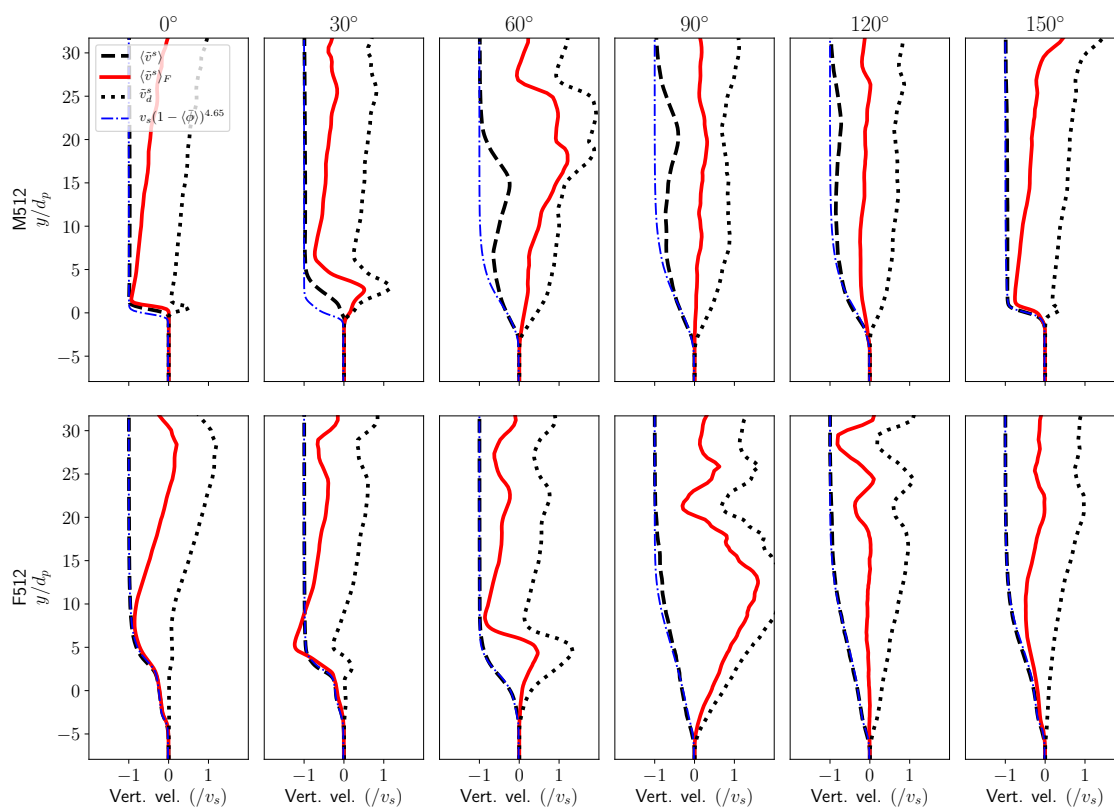 0° 30° 60° 90° 120° 150°
⟨ṽˢ⟩
⟨ṽˢ⟩_F
ṽ_d^s
v_s(1 − ⟨ϕ̃⟩)^4.65
M512
y/d_p
30
25
20
15
10
5
0
−5
F512
y/d_p
30
25
20
15
10
5
0
−5
−1 0 1 −1 0 1 −1 0 1 −1 0 1 −1 0 1 −1 0 1
Vert. vel. (/v_s) Vert. vel. (/v_s) Vert. vel. (/v_s) Vert. vel. (/v_s) Vert. vel. (/v_s) Vert. vel. (/v_s)